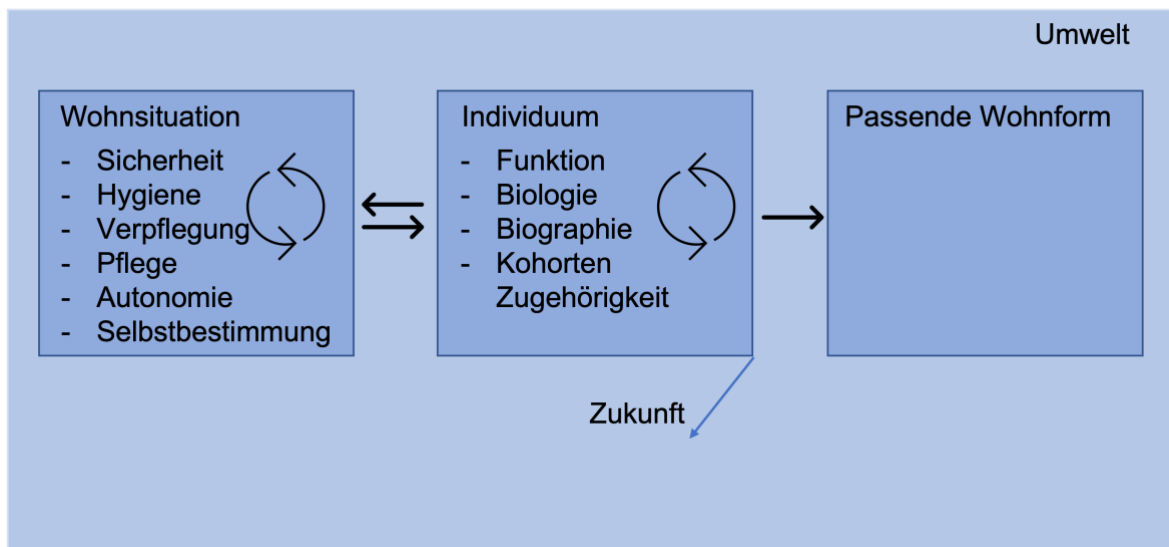 Umwelt
Wohnsituation
- Sicherheit
- Hygiene
- Verpflegung
- Pflege
- Autonomie
- Selbstbestimmung
Individuum
- Funktion
- Biologie
- Biographie
- Kohorten
Zugehörigkeit
Passende Wohnform
Zukunft